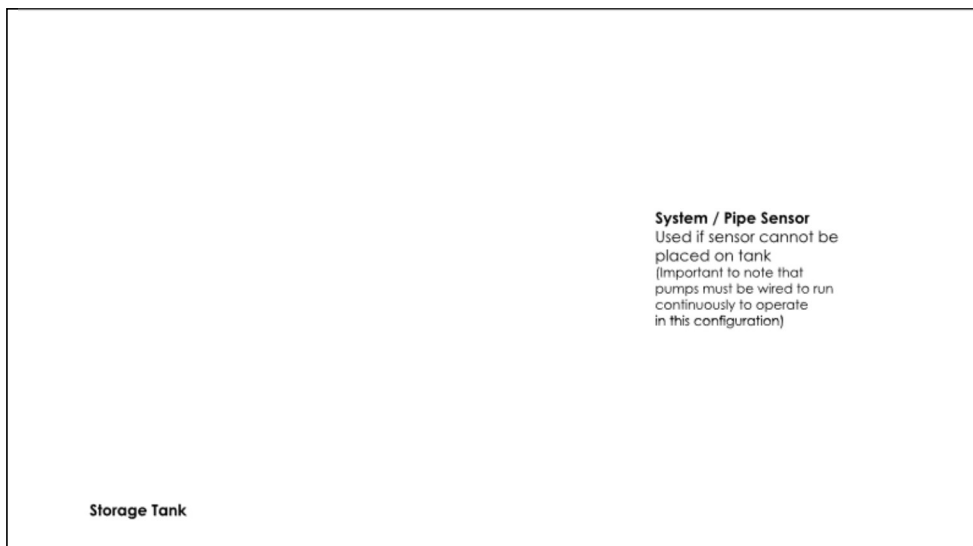 System / Pipe Sensor
Used if sensor cannot be
placed on tank
(Important to note that
pumps must be wired to run
continuously to operate
in this configuration)
Storage Tank